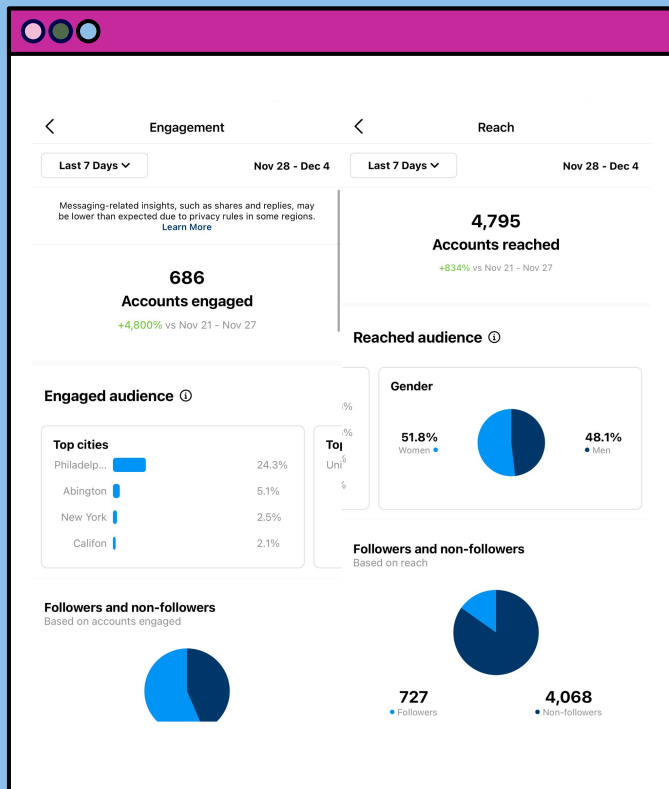 Engagement
Last 7 Days
Nov 28 - Dec 4
Messaging-related insights, such as shares and replies, may
be lower than expected due to privacy rules in some regions.
Learn More
686
Accounts engaged
+4,800% vs Nov 21 - Nov 27
Engaged audience
Top cities
Philadelp... 24.3%
Abington 5.1%
New York 2.5%
Califon 2.1%
Followers and non-followers
Based on accounts engaged
Reach
Last 7 Days
Nov 28 - Dec 4
4,795
Accounts reached
+834% vs Nov 21 - Nov 27
Reached audience
Gender
51.8%
Women
48.1%
Men
Followers and non-followers
Based on reach
727
Followers
4,068
Non-followers